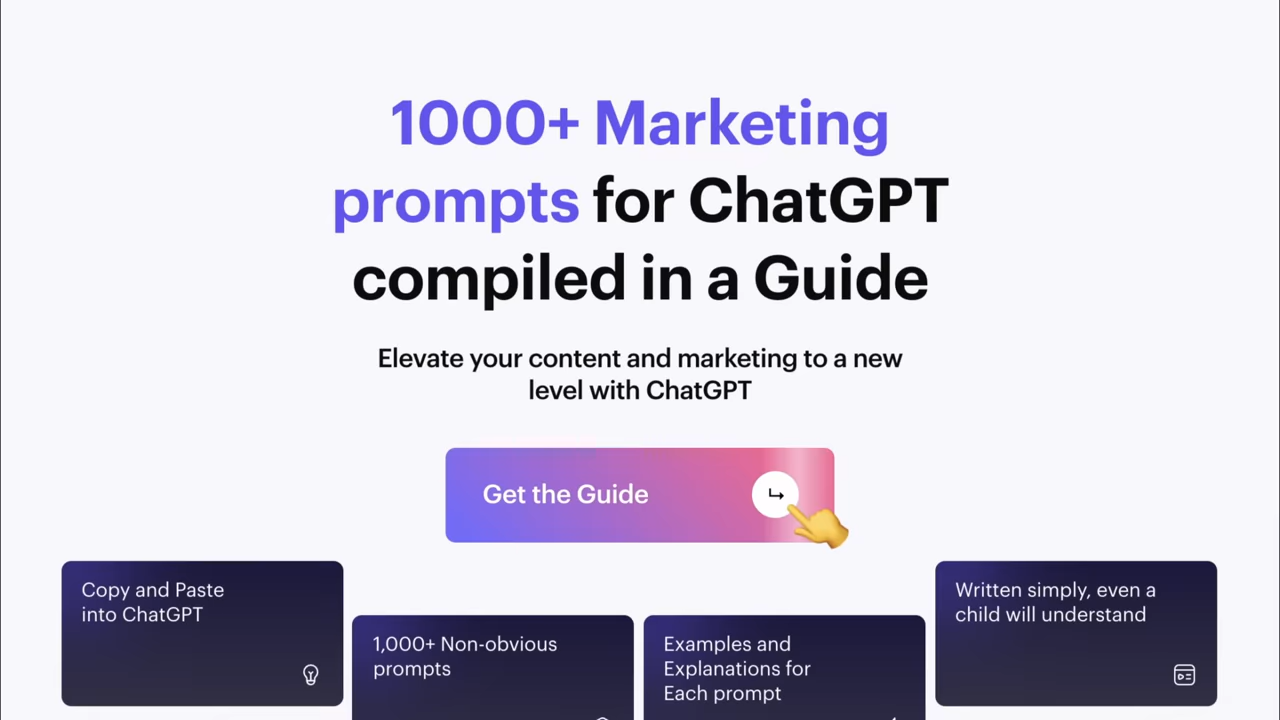 1000+ Marketing
prompts for ChatGPT
compiled in a Guide
Elevate your content and marketing to a new
level with ChatGPT
Get the Guide
Copy and Paste
into ChatGPT
1,000+ Non-obvious
prompts
Examples and
Explanations for
Each prompt
Written simply, even a
child will understand